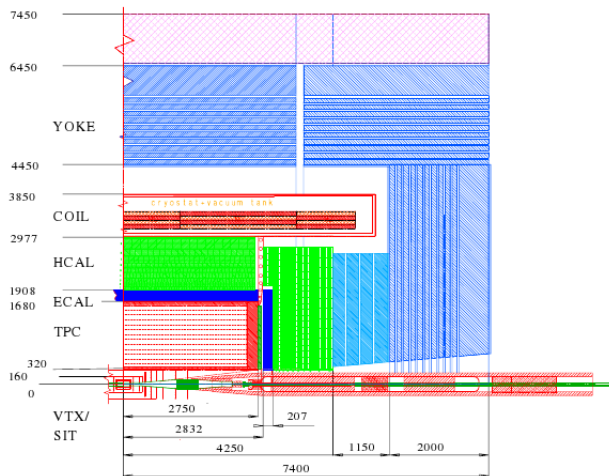 7450
6450
YOKE
4450
3850
cryostat+vacuum tank
COIL
2977
HCAL
1908
ECAL
1680
TPC
320
160
0
VTX/
SIT
2750
207
2832
4250
1150
2000
7400